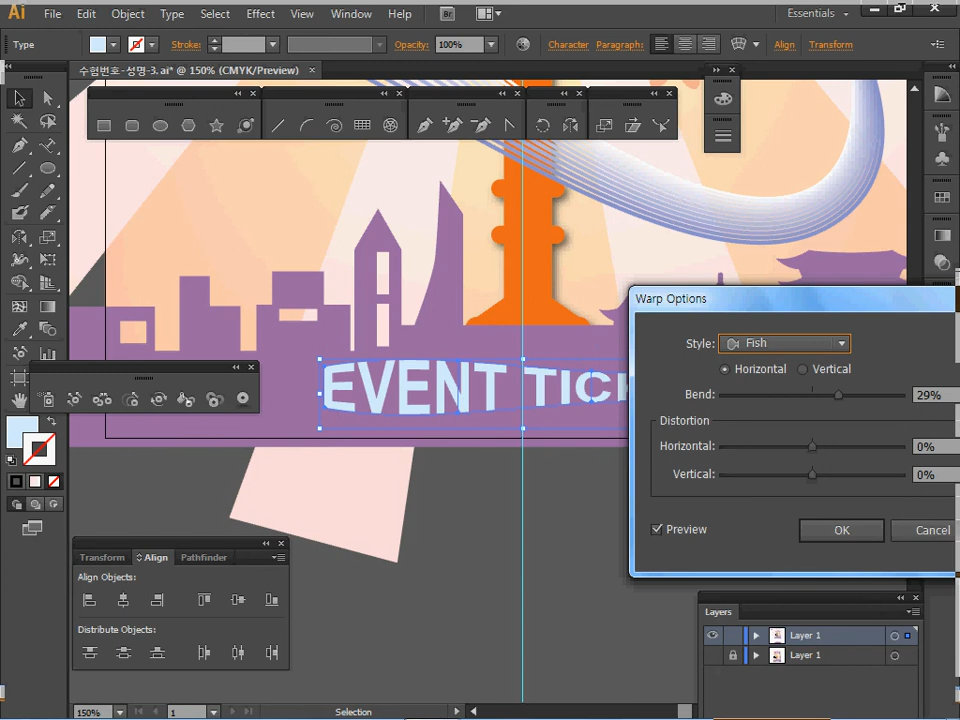 Ai File Edit Object Type Select Effect View Window Help Br Essentials
Type Stroke: Opacity: 100% Character Paragraph: Align Transform
수험번호-성명-3.ai* @ 150% (CMYK/Preview)
EVENT TICK
Warp Options
Style: Fish
Horizontal Vertical
Bend: 29%
Distortion
Horizontal: 0%
Vertical: 0%
Preview OK Cancel
Transform Align Pathfinder
Align Objects:
Distribute Objects:
Layers
Layer 1
Layer 1
150% 1 Selection